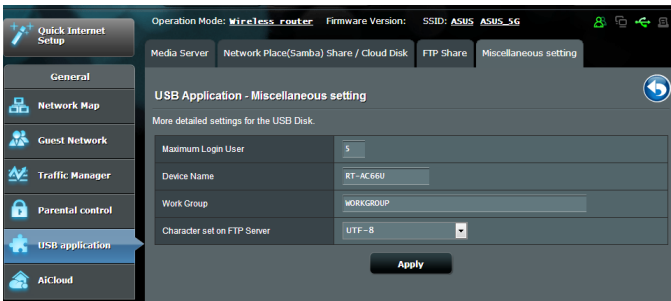 Quick Internet
Setup
Operation Mode: Wireless router Firmware Version: SSID: ASUS ASUS_5G
Media Server Network Place(Samba) Share / Cloud Disk FTP Share Miscellaneous setting
General
Network Map
Guest Network
Traffic Manager
Parental control
USB application
AiCloud
USB Application - Miscellaneous setting
More detailed settings for the USB Disk.
Maximum Login User 5
Device Name RT-AC66U
Work Group WORKGROUP
Character set on FTP Server UTF-8
Apply